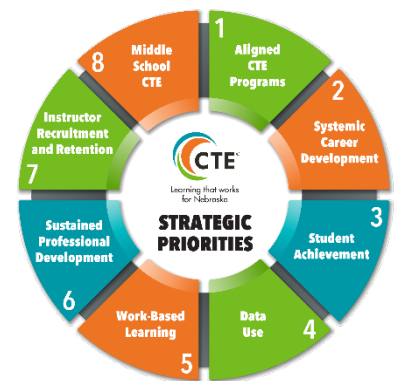 1
Aligned
CTE
Programs
2
Systemic
Career
Development
3
Student
Achievement
4
Data
Use
5
Work-Based
Learning
6
Sustained
Professional
Development
7
Instructor
Recruitment
and Retention
8
Middle
School
CTE
CTE
Learning that works
for Nebraska
STRATEGIC
PRIORITIES